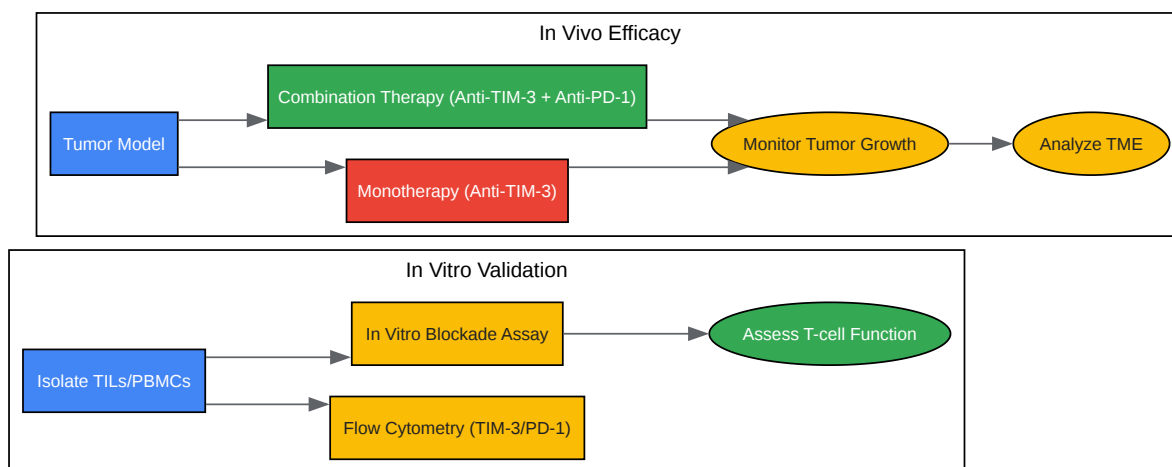 In Vivo Efficacy
Combination Therapy (Anti-TIM-3 + Anti-PD-1)
Tumor Model
Monitor Tumor Growth
Analyze TME
Monotherapy (Anti-TIM-3)
In Vitro Validation
In Vitro Blockade Assay
Assess T-cell Function
Isolate TILs/PBMCs
Flow Cytometry (TIM-3/PD-1)